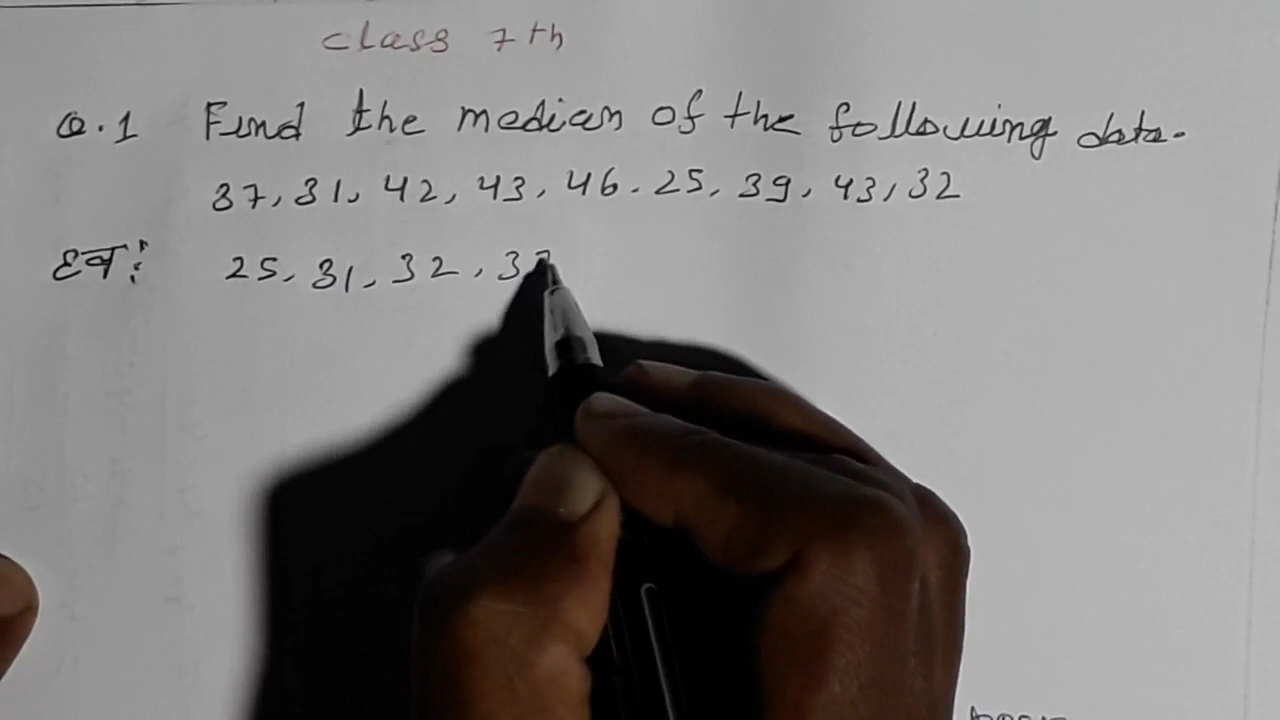 class 7th
Q.1 Find the median of the following data.
37, 31, 42, 43, 46. 25, 39, 43, 32
हल:
25, 31, 32, 37